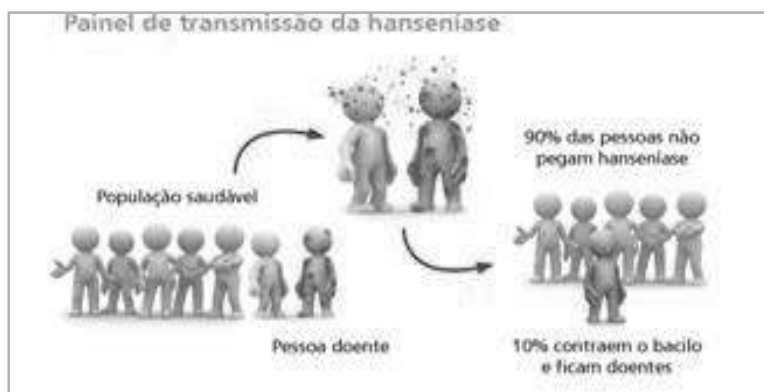 Painel de transmissão da hanseníase
População saudável
Pessoa doente
90% das pessoas não
pegam hanseníase
10% contraem o bacilo
e ficam doentes